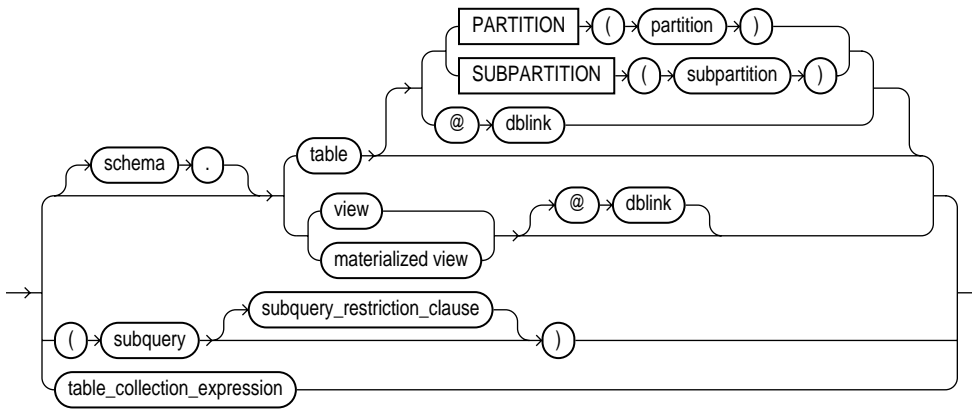 PARTITION ( partition )
SUBPARTITION ( subpartition )
@ dblink
schema .
table
view
@ dblink
materialized view
subquery_restriction_clause
( subquery )
table_collection_expression